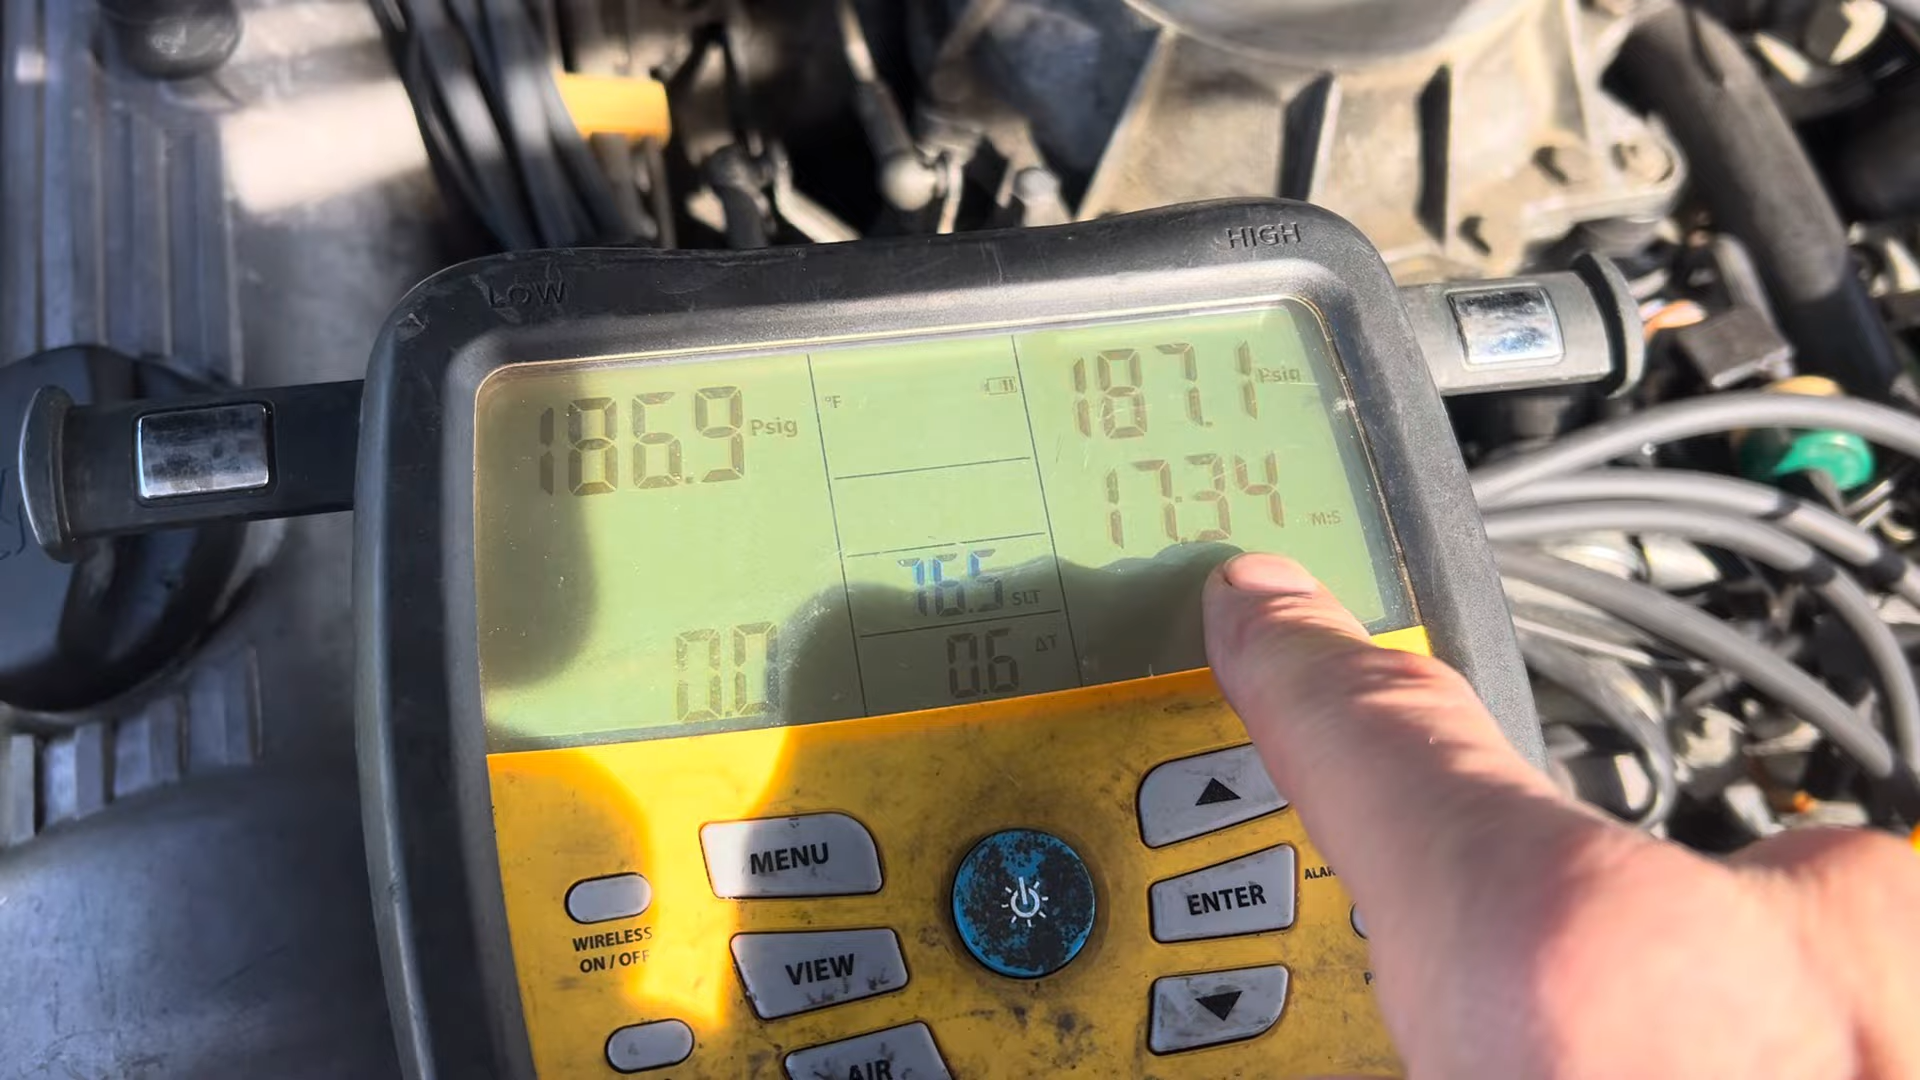 LOW
HIGH
186.9 Psig
°F
187.1 Psig
17:34 M:S
76.5 SLT
0.0
0.6 ΔT
MENU
ENTER
WIRELESS
ON / OFF
VIEW
AIR